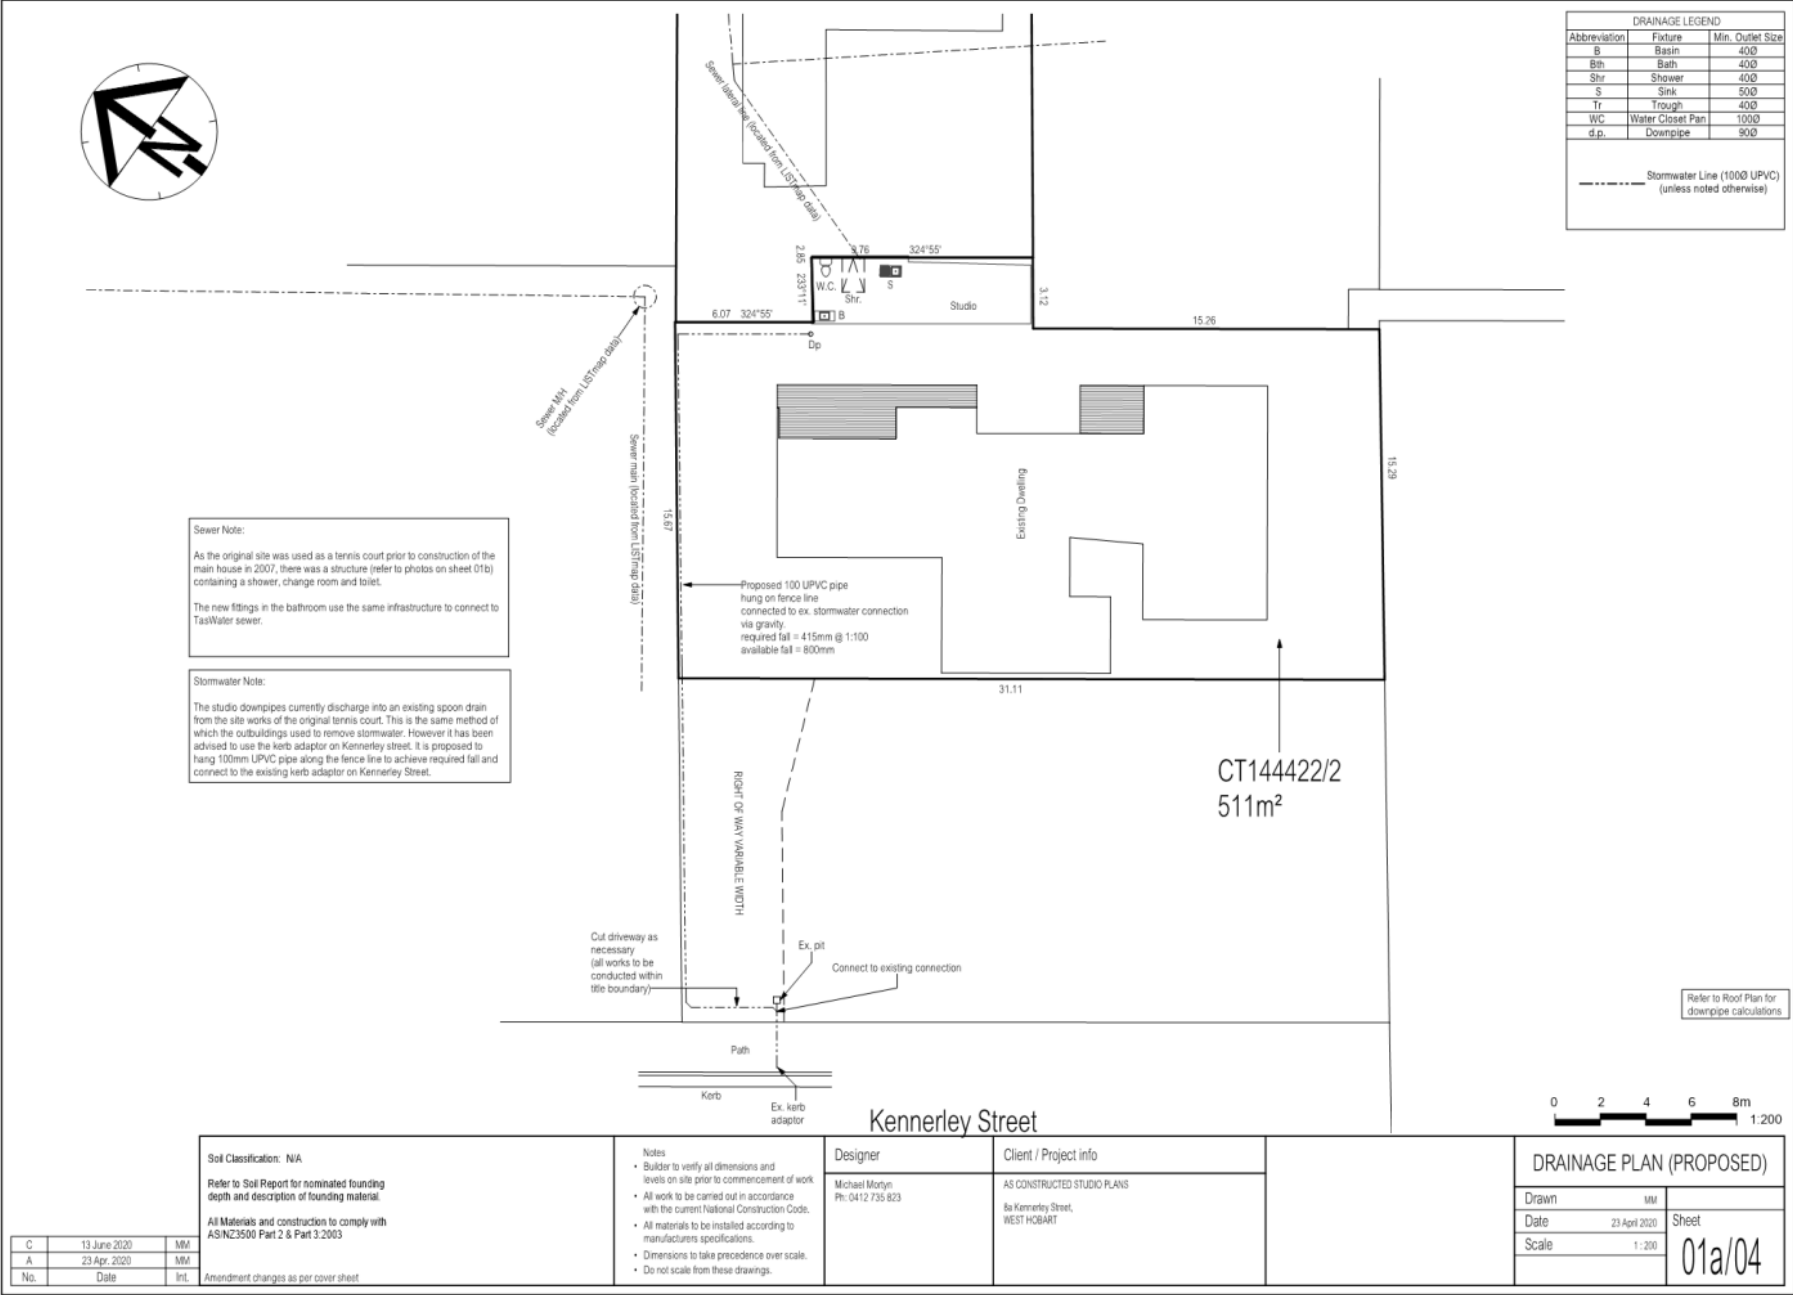 DRAINAGE LEGEND
Abbreviation Fixture Min. Outlet Size
B Basin 40Ø
Bth Bath 40Ø
Shr Shower 40Ø
S Sink 50Ø
Tr Trough 40Ø
WC Water Closet Pan 100Ø
d.p. Downpipe 90Ø
Stormwater Line (100Ø UPVC)
(unless noted otherwise)
Sewer lateral line (located from LISTmap data)
2.85 233°11'
9.76 324°55'
W.C.
Shr.
S
B
Studio
3.12
6.07 324°55'
Dp
15.26
Sewer M/H
(located from LISTmap data)
Sewer main (located from LISTmap data)
15.67
Existing Dwelling
15.29
Sewer Note:
As the original site was used as a tennis court prior to construction of the
main house in 2007, there was a structure (refer to photos on sheet 01b)
containing a shower, change room and toilet.
The new fittings in the bathroom use the same infrastructure to connect to
TasWater sewer.
Proposed 100 UPVC pipe
hung on fence line
connected to ex. stormwater connection
via gravity.
required fall = 415mm @ 1:100
available fall = 800mm
Stormwater Note:
The studio downpipes currently discharge into an existing spoon drain
from the site works of the original tennis court. This is the same method of
which the outbuildings used to remove stormwater. However it has been
advised to use the kerb adaptor on Kennerley street. It is proposed to
hang 100mm UPVC pipe along the fence line to achieve required fall and
connect to the existing kerb adaptor on Kennerley Street.
31.11
CT144422/2
511m²
RIGHT OF WAY VARIABLE WIDTH
Cut driveway as
necessary
(all works to be
conducted within
title boundary)
Ex. pit
Connect to existing connection
Refer to Roof Plan for
downpipe calculations
Path
Kerb
Ex. kerb
adaptor
Kennerley Street
0 2 4 6 8m
1:200
C 13 June 2020 MM
A 23 Apr. 2020 MM
No. Date Int.
Soil Classification: N/A
Refer to Soil Report for nominated founding
depth and description of founding material.
All Materials and construction to comply with
AS/NZ3500 Part 2 & Part 3:2003
Amendment changes as per cover sheet
Notes
• Builder to verify all dimensions and
levels on site prior to commencement of work
• All work to be carried out in accordance
with the current National Construction Code.
• All materials to be installed according to
manufacturers specifications.
• Dimensions to take precedence over scale.
• Do not scale from these drawings.
Designer
Michael Mortyn
Ph: 0412 735 823
Client / Project info
AS CONSTRUCTED STUDIO PLANS
8a Kennerley Street,
WEST HOBART
DRAINAGE PLAN (PROPOSED)
Drawn MM
Date 23 April 2020
Scale 1 : 200
Sheet
01a/04